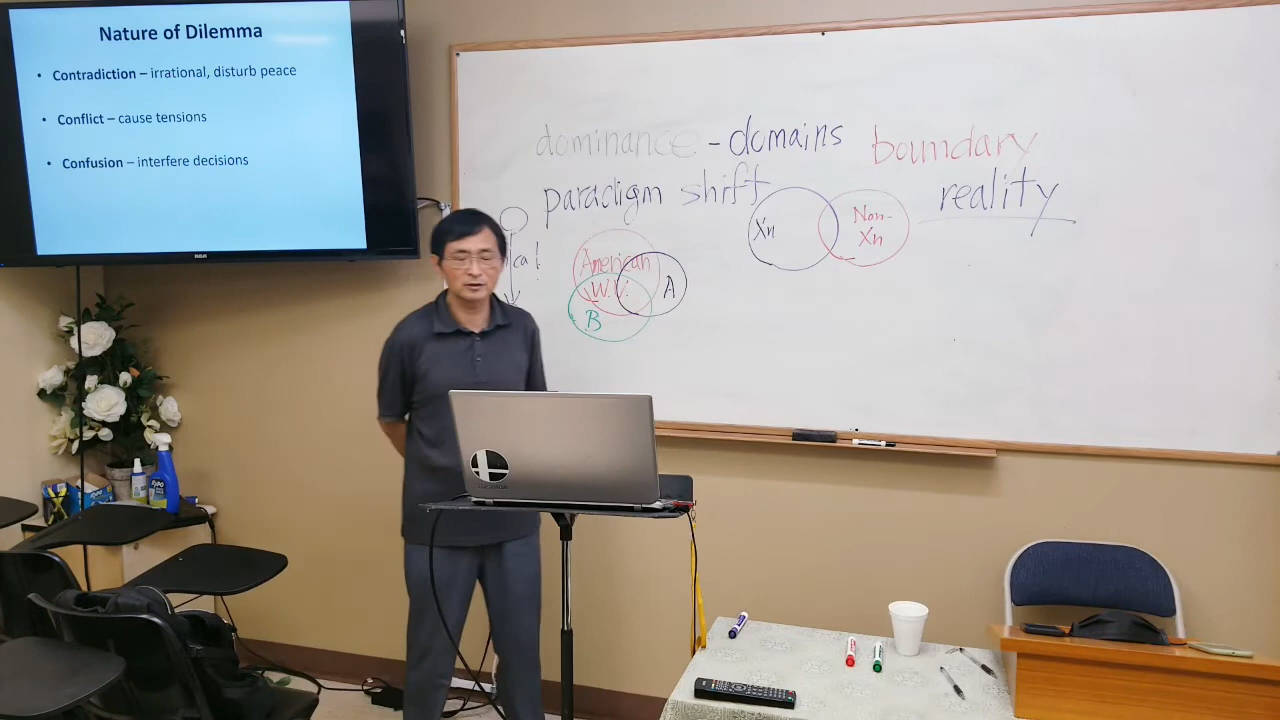 Nature of Dilemma
• Contradiction – irrational, disturb peace
• Conflict – cause tensions
• Confusion – interfere decisions
RCA
dominance - domains boundary
paradigm shift
reality
Xn
Non-
Xn
American
W.V.
A
B
EXPO